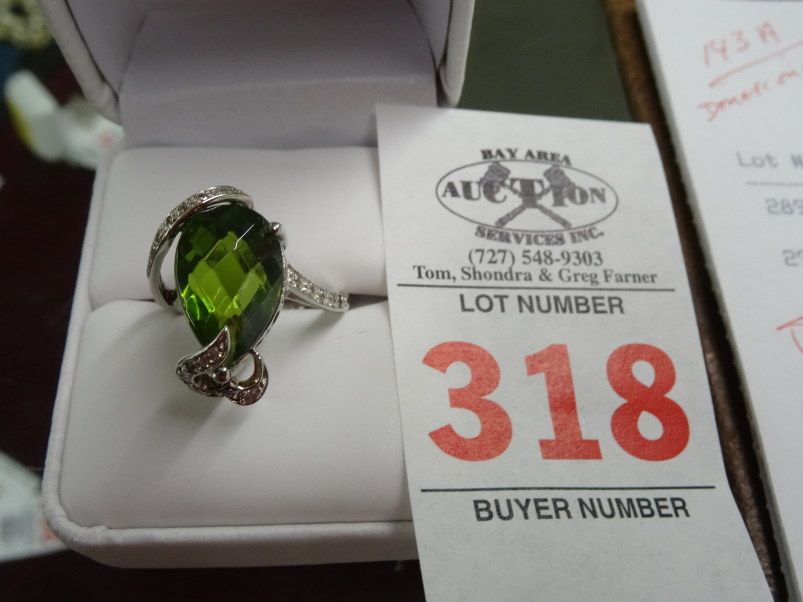 BAY AREA
AUCTION
SERVICES INC.
(727) 548-9303
Tom, Shondra & Greg Farner
LOT NUMBER
318
BUYER NUMBER
143A
Lot #
289